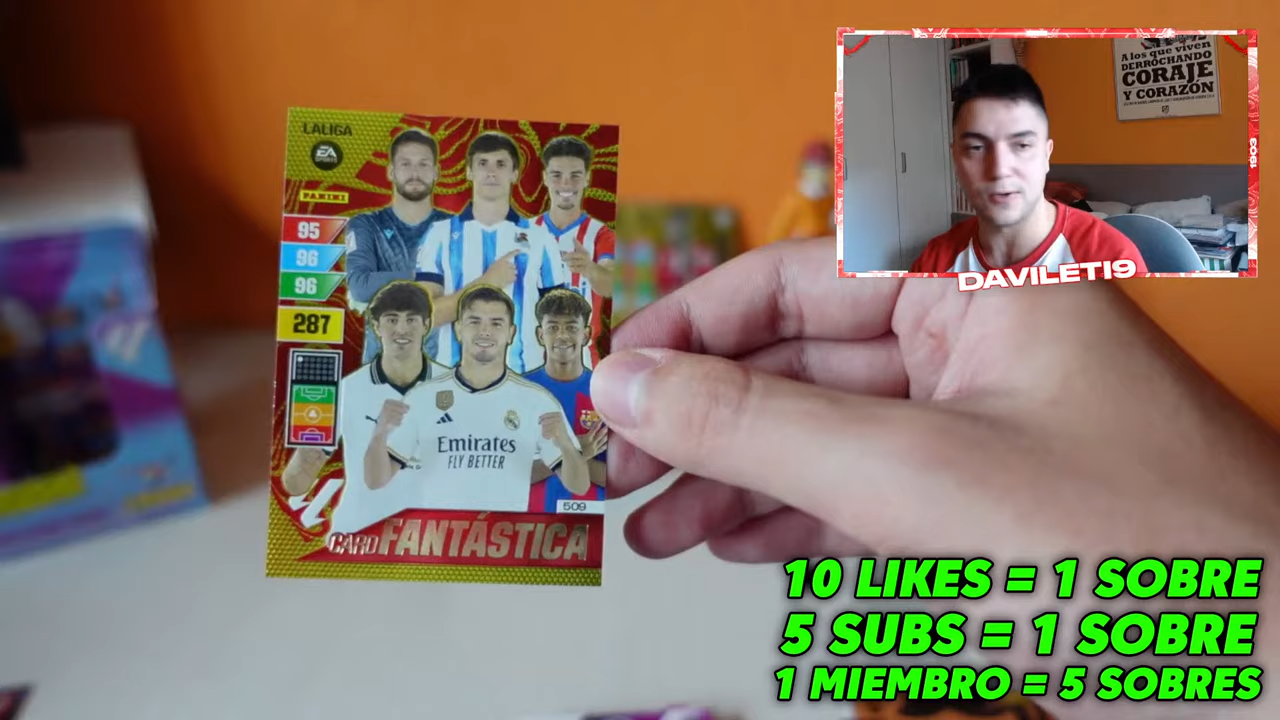 LALIGA
EA
SPORTS
PANINI
95
96
96
287
Emirates
FLY BETTER
509
CARD FANTÁSTICA
A los que viven
DERROCHANDO
CORAJE
Y CORAZÓN
1903
DAVILETI9
10 LIKES = 1 SOBRE
5 SUBS = 1 SOBRE
1 MIEMBRO = 5 SOBRES